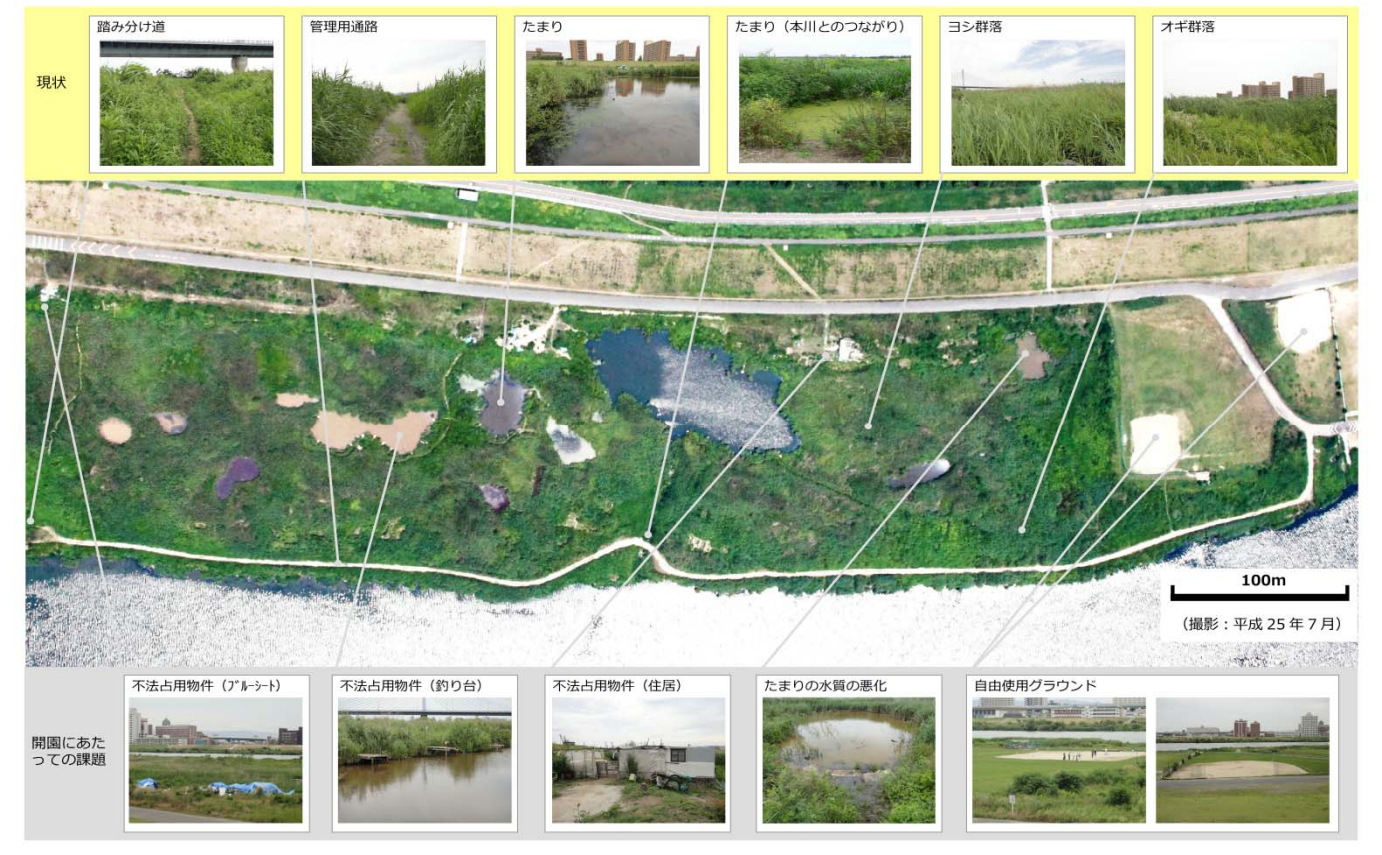 踏み分け道
管理用通路
たまり
たまり（本川とのつながり）
ヨシ群落
オギ群落
現状
100m
（撮影：平成 25 年 7 月）
不法占用物件（ﾌﾞﾙｰｼｰﾄ）
不法占用物件（釣り台）
不法占用物件（住居）
たまりの水質の悪化
自由使用グラウンド
開園にあた
っての課題